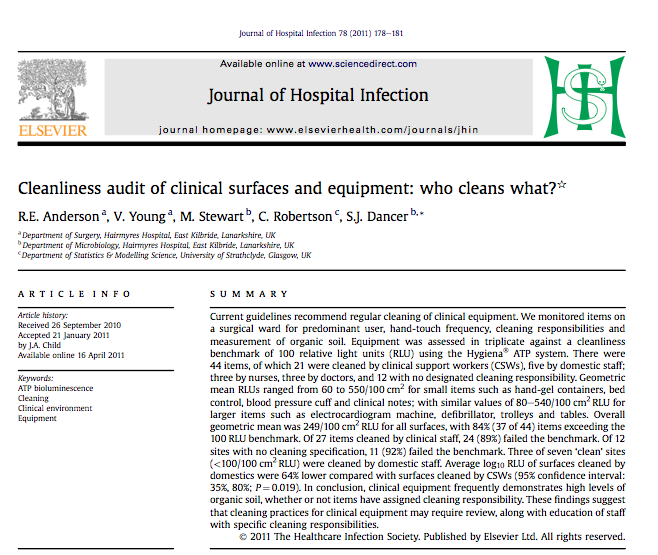 Journal of Hospital Infection 78 (2011) 178–181
Available online at www.sciencedirect.com
Journal of Hospital Infection
journal homepage: www.elsevierhealth.com/journals/jhin
ELSEVIER
Cleanliness audit of clinical surfaces and equipment: who cleans what?☆
R.E. Anderson a, V. Young a, M. Stewart b, C. Robertson c, S.J. Dancer b,*
a Department of Surgery, Hairmyres Hospital, East Kilbride, Lanarkshire, UK
b Department of Microbiology, Hairmyres Hospital, East Kilbride, Lanarkshire, UK
c Department of Statistics & Modelling Science, University of Strathclyde, Glasgow, UK
ARTICLE INFO
Article history:
Received 26 September 2010
Accepted 21 January 2011
by J.A. Child
Available online 16 April 2011
Keywords:
ATP bioluminescence
Cleaning
Clinical environment
Equipment
SUMMARY
Current guidelines recommend regular cleaning of clinical equipment. We monitored items on
a surgical ward for predominant user, hand-touch frequency, cleaning responsibilities and
measurement of organic soil. Equipment was assessed in triplicate against a cleanliness
benchmark of 100 relative light units (RLU) using the Hygiena® ATP system. There were
44 items, of which 21 were cleaned by clinical support workers (CSWs), five by domestic staff;
three by nurses, three by doctors, and 12 with no designated cleaning responsibility. Geometric
mean RLUs ranged from 60 to 550/100 cm2 for small items such as hand-gel containers, bed
control, blood pressure cuff and clinical notes; with similar values of 80–540/100 cm2 RLU for
larger items such as electrocardiogram machine, defibrillator, trolleys and tables. Overall
geometric mean was 249/100 cm2 RLU for all surfaces, with 84% (37 of 44) items exceeding the
100 RLU benchmark. Of 27 items cleaned by clinical staff, 24 (89%) failed the benchmark. Of 12
sites with no cleaning specification, 11 (92%) failed the benchmark. Three of seven ‘clean’ sites
(<100/100 cm2 RLU) were cleaned by domestic staff. Average log10 RLU of surfaces cleaned by
domestics were 64% lower compared with surfaces cleaned by CSWs (95% confidence interval:
35%, 80%; P = 0.019). In conclusion, clinical equipment frequently demonstrates high levels of
organic soil, whether or not items have assigned cleaning responsibility. These findings suggest
that cleaning practices for clinical equipment may require review, along with education of staff
with specific cleaning responsibilities.
© 2011 The Healthcare Infection Society. Published by Elsevier Ltd. All rights reserved.